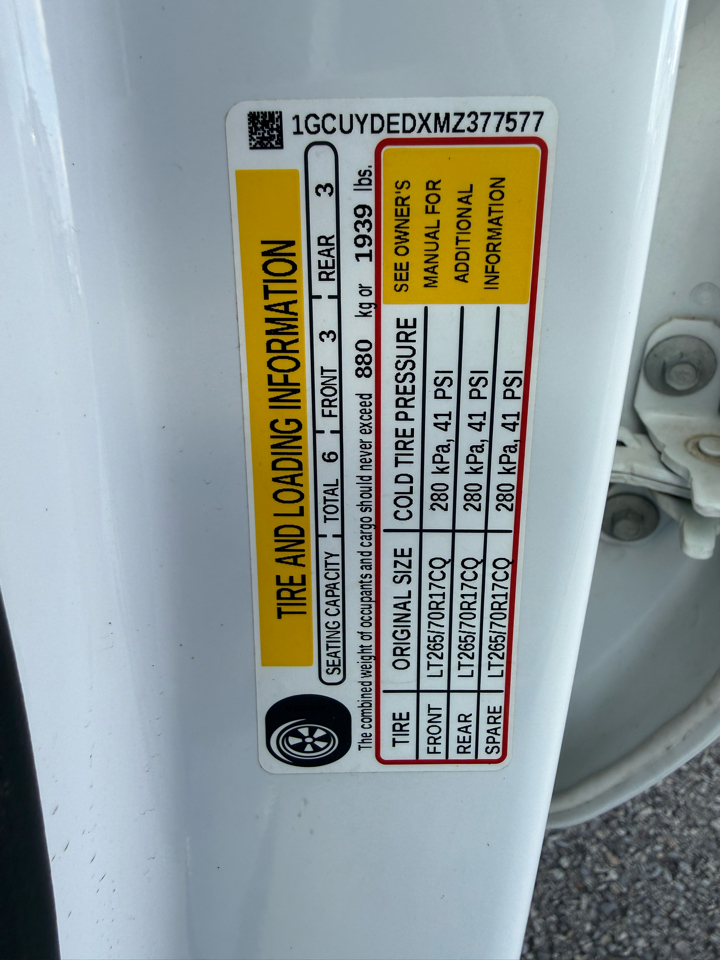 1GCUYDEDXMZ377577
TIRE AND LOADING INFORMATION
SEATING CAPACITY TOTAL 6 FRONT 3 REAR 3
The combined weight of occupants and cargo should never exceed 880 kg or 1939 lbs.
TIRE ORIGINAL SIZE COLD TIRE PRESSURE
FRONT LT265/70R17CQ 280 kPa, 41 PSI
REAR LT265/70R17CQ 280 kPa, 41 PSI
SPARE LT265/70R17CQ 280 kPa, 41 PSI
SEE OWNER'S
MANUAL FOR
ADDITIONAL
INFORMATION